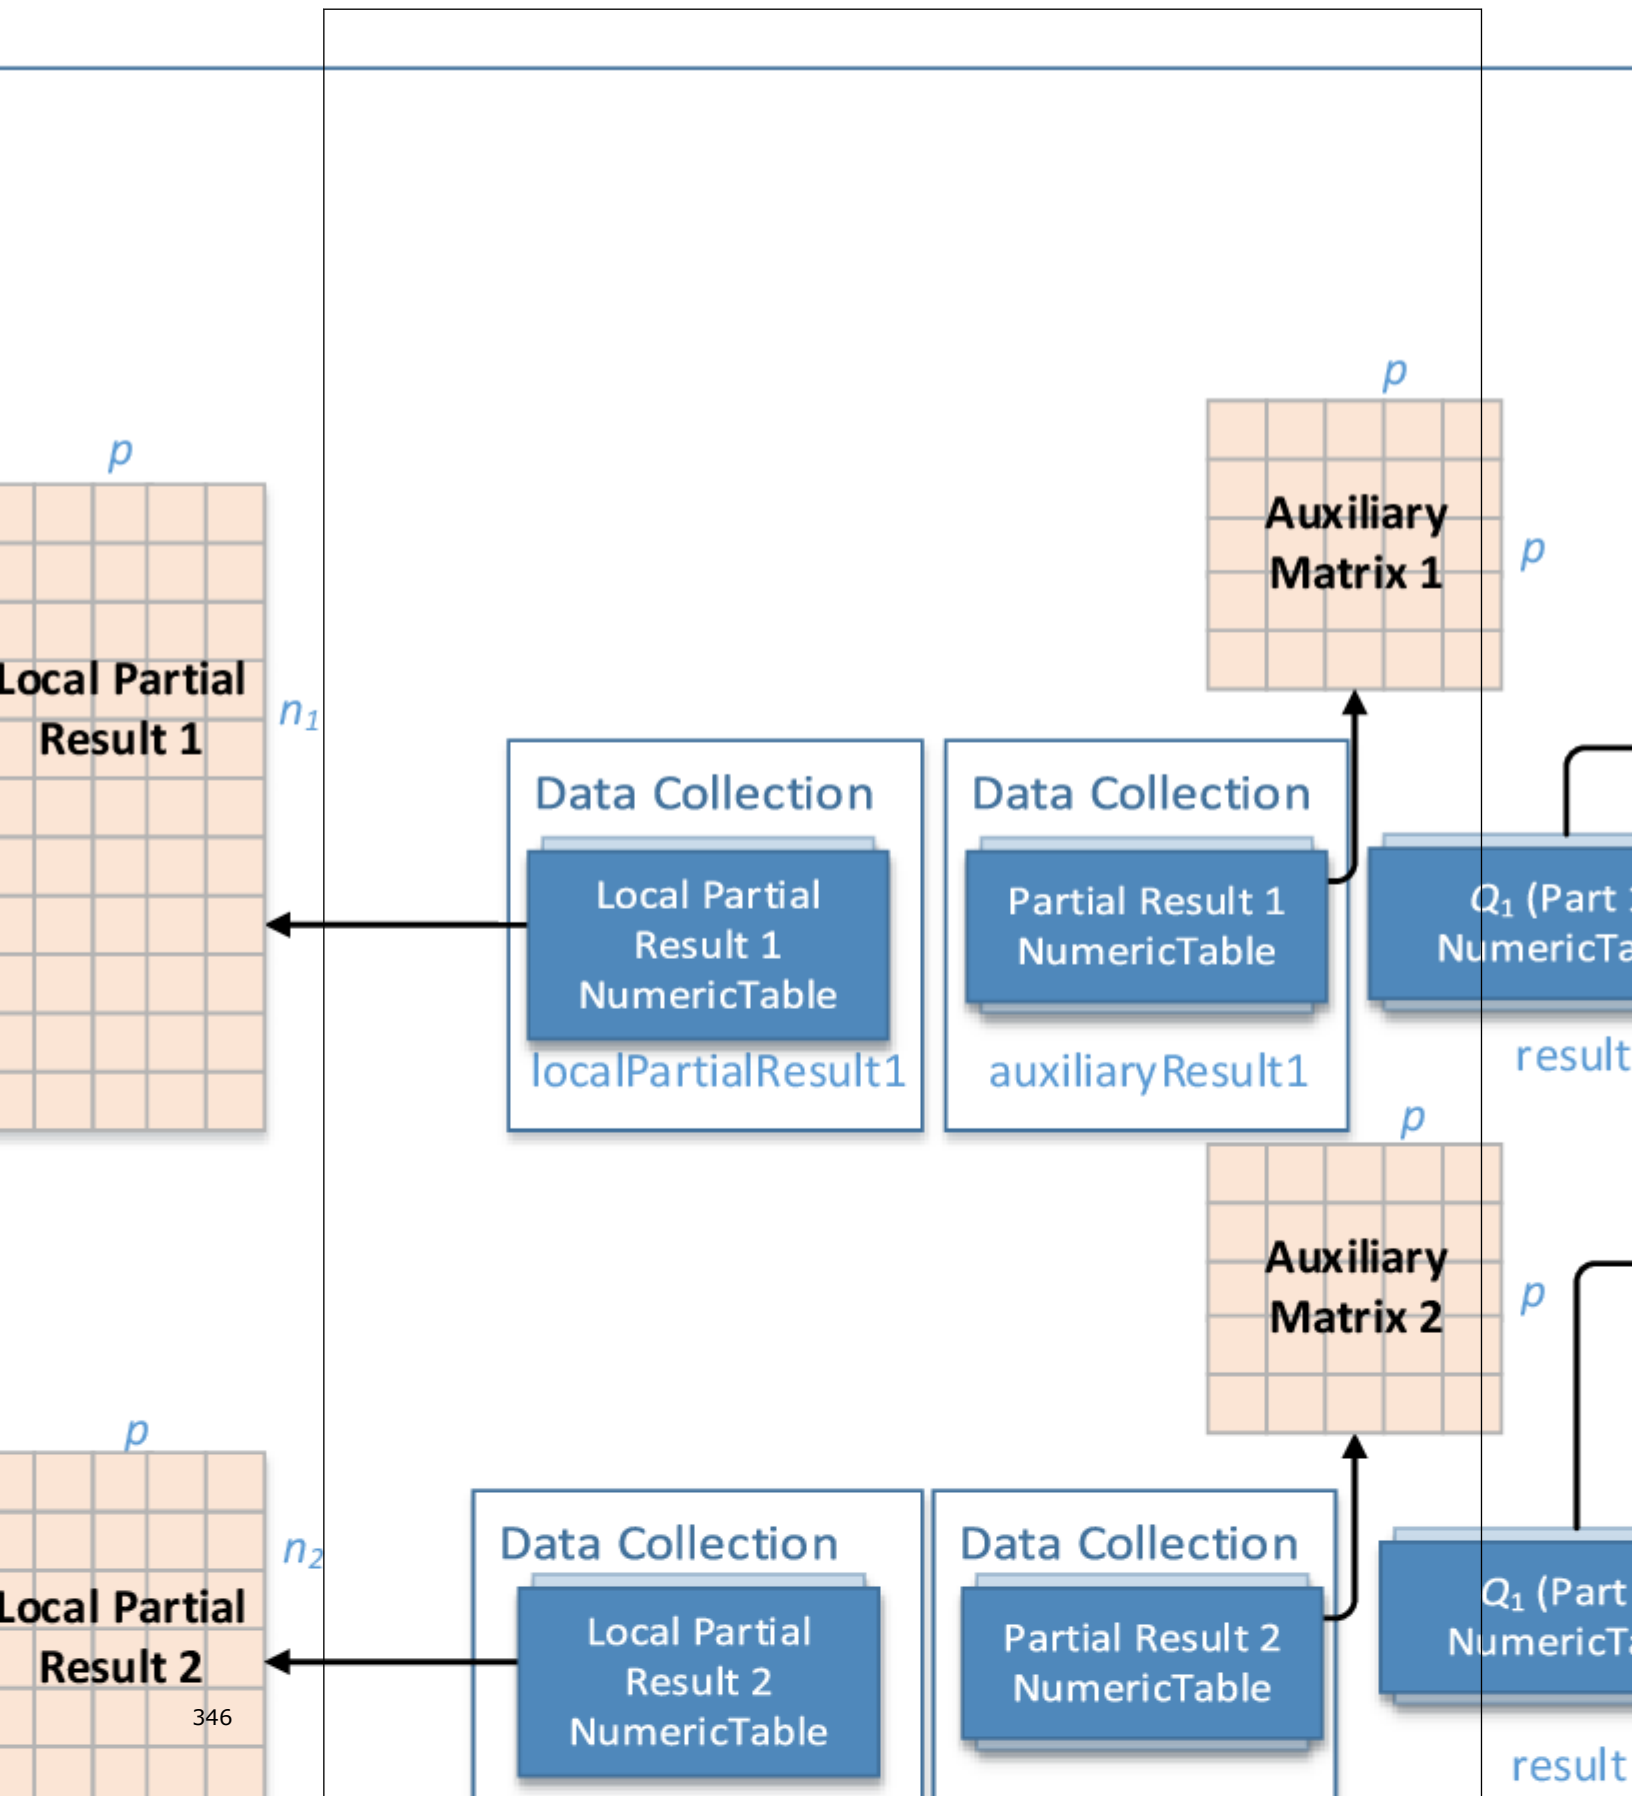 p
Auxiliary
Matrix 1
p
p
Local Partial
Result 1
n1
Data Collection
Local Partial
Result 1
NumericTable
localPartialResult1
Data Collection
Partial Result 1
NumericTable
auxiliaryResult1
Q1 (Part
result
p
Auxiliary
Matrix 2
p
p
Local Partial
Result 2
n2
346
Data Collection
Local Partial
Result 2
NumericTable
Data Collection
Partial Result 2
NumericTable
Q1 (Part
result